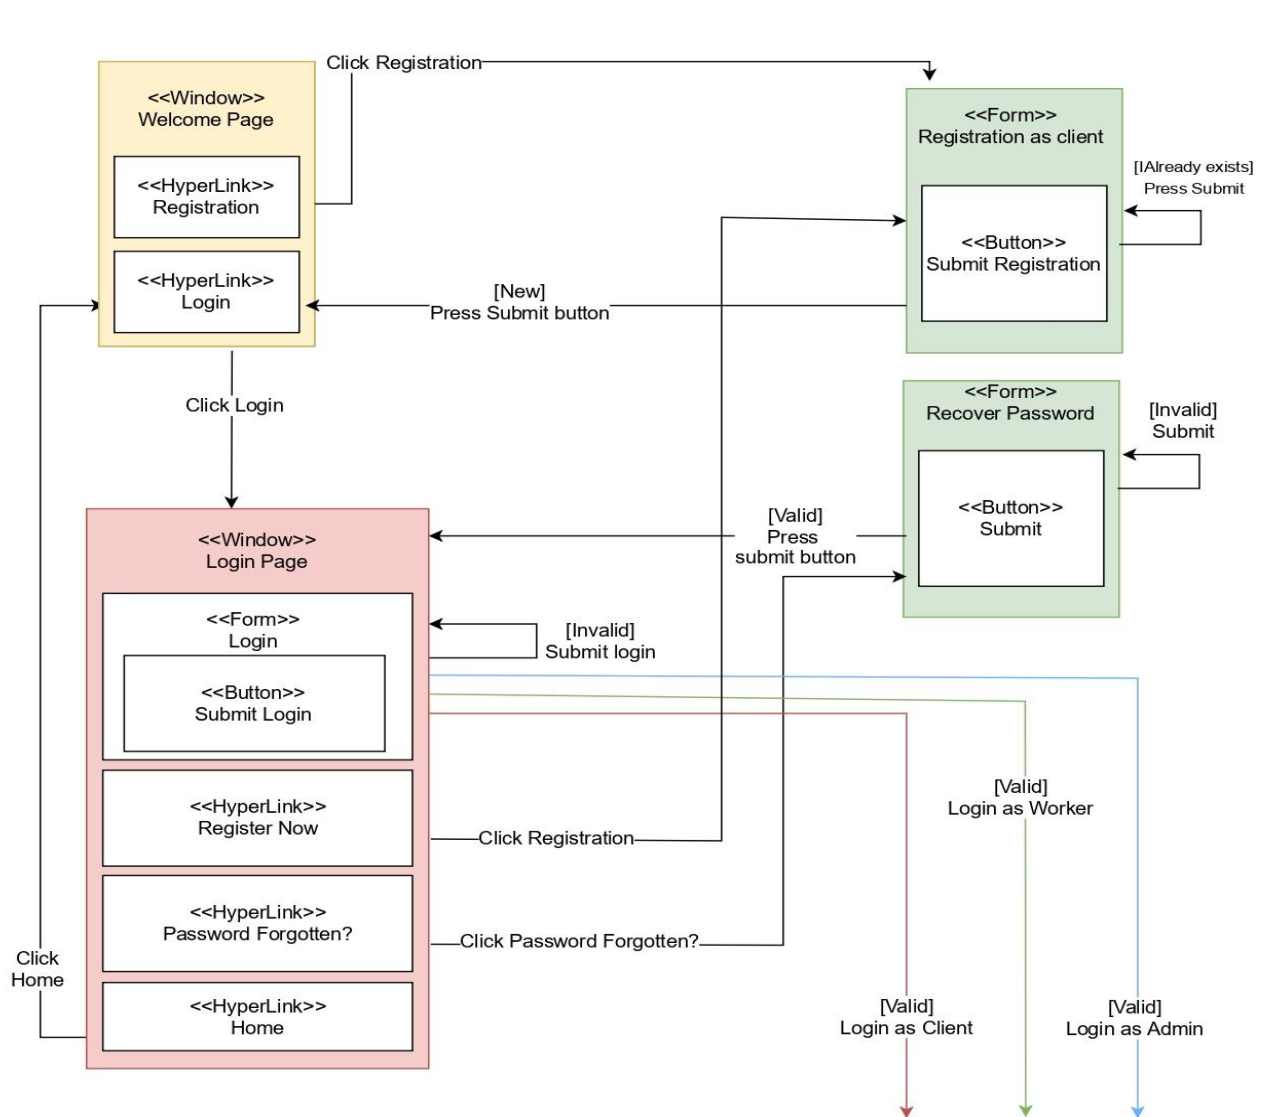 Click Registration
<<Window>>
Welcome Page
<<HyperLink>>
Registration
<<HyperLink>>
Login
<<Form>>
Registration as client
<<Button>>
Submit Registration
[IAlready exists]
Press Submit
[New]
Press Submit button
Click Login
<<Form>>
Recover Password
<<Button>>
Submit
[Invalid]
Submit
[Valid]
Press
submit button
<<Window>>
Login Page
<<Form>>
Login
<<Button>>
Submit Login
[Invalid]
Submit login
<<HyperLink>>
Register Now
Click Registration
<<HyperLink>>
Password Forgotten?
Click Password Forgotten?
<<HyperLink>>
Home
Click
Home
[Valid]
Login as Worker
[Valid]
Login as Client
[Valid]
Login as Admin